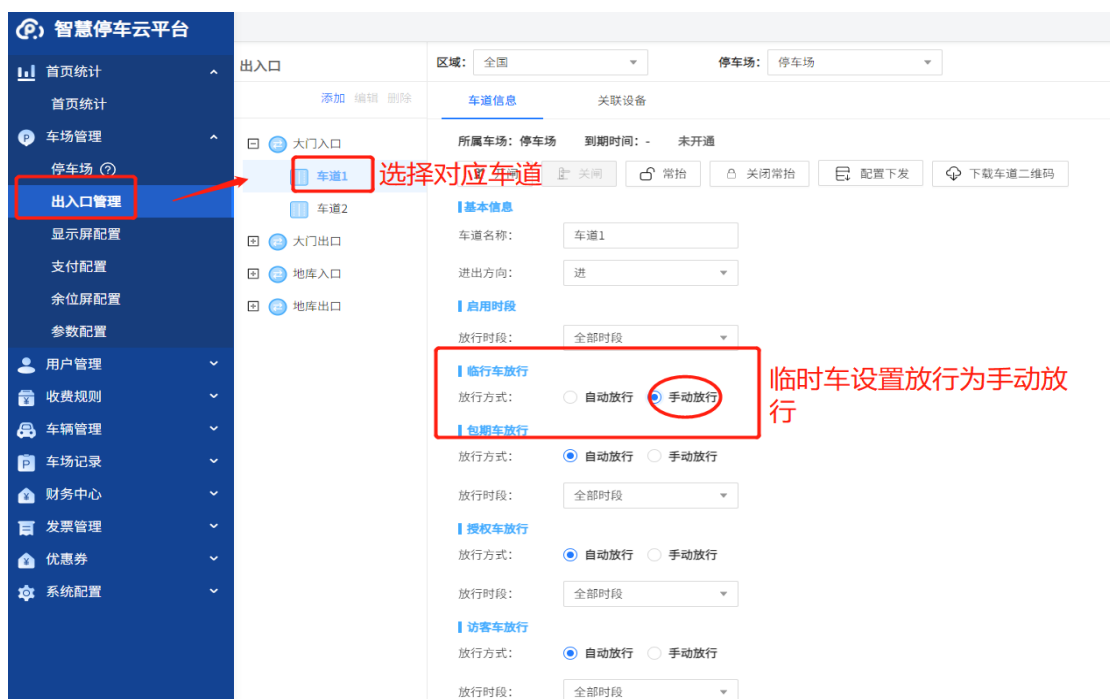 智慧停车云平台
首页统计
首页统计
车场管理
停车场
出入口管理
显示屏配置
支付配置
余位屏配置
参数配置
用户管理
收费规则
车辆管理
车场记录
财务中心
发票管理
优惠券
系统配置
出入口
添加 编辑 删除
大门入口
车道1
车道2
大门出口
地库入口
地库出口
区域: 全国 停车场: 停车场
车道信息 关联设备
所属车场: 停车场 到期时间: - 未开通
选择对应车道
关闸 常抬 关闭常抬 配置下发 下载车道二维码
基本信息
车道名称: 车道1
进出方向: 进
启用时段
放行时段: 全部时段
临行车放行
放行方式: 自动放行 手动放行
临时车设置放行为手动放
行
包期车放行
放行方式: 自动放行 手动放行
放行时段: 全部时段
授权车放行
放行方式: 自动放行 手动放行
放行时段: 全部时段
访客车放行
放行方式: 自动放行 手动放行
放行时段: 全部时段